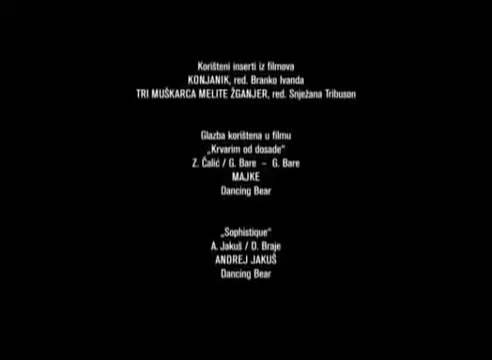 Korišteni inserti iz filmova
KONJANIK, red. Branko Ivanda
TRI MUŠKARCA MELITE ŽGANJER, red. Snježana Tribuson
Glazba korištena u filmu
„Krvarim od dosade“
Z. Čalić / G. Bare - G. Bare
MAJKE
Dancing Bear
„Sophistique“
A. Jakuš / D. Braje
ANDREJ JAKUŠ
Dancing Bear